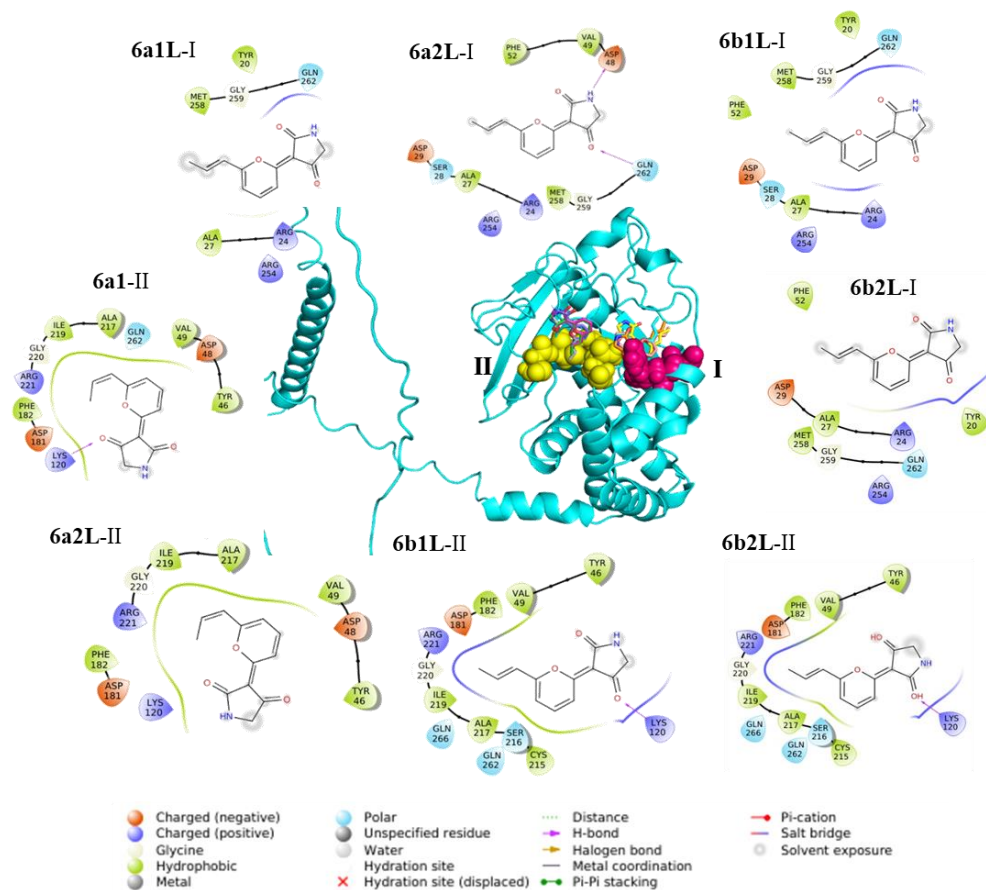 6a1L-I
TYR 20
GLN 262
MET 258
GLY 259
O
H
N
O
O
ALA 27
ARG 24
ARG 254
6a2L-I
PHE 52
VAL 49
ASP 48
H
N
O
O
O
ASP 29
SER 28
ALA 27
ARG 24
ARG 254
MET 258
GLY 259
GLN 262
6b1L-I
TYR 20
GLN 262
MET 258
GLY 259
PHE 52
O
H
N
O
O
ASP 29
SER 28
ALA 27
ARG 24
ARG 254
6a1-II
ILE 219
ALA 217
GLN 262
VAL 49
ASP 48
GLY 220
ARG 221
TYR 46
PHE 182
ASP 181
LYS 120
O
O
O
N
H
II
I
6b2L-I
PHE 52
O
NH
O
O
ASP 29
ALA 27
ARG 24
TYR 20
MET 258
GLY 259
GLN 262
ARG 254
6a2L-II
ILE 219
ALA 217
GLY 220
ARG 221
VAL 49
ASP 48
PHE 182
ASP 181
LYS 120
TYR 46
O
O
O
HN
6b1L-II
TYR 46
VAL 49
PHE 182
ASP 181
ARG 221
GLY 220
ILE 219
ALA 217
SER 216
GLN 266
GLN 262
CYS 215
LYS 120
O
NH
O
O
6b2L-II
TYR 46
VAL 49
PHE 182
ASP 181
ARG 221
GLY 220
ILE 219
ALA 217
SER 216
GLN 266
GLN 262
CYS 215
LYS 120
HO
NH
O
OH
Charged (negative)
Charged (positive)
Glycine
Hydrophobic
Metal
Polar
Unspecified residue
Water
Hydration site
Hydration site (displaced)
Distance
H-bond
Halogen bond
Metal coordination
Pi-Pi stacking
Pi-cation
Salt bridge
Solvent exposure